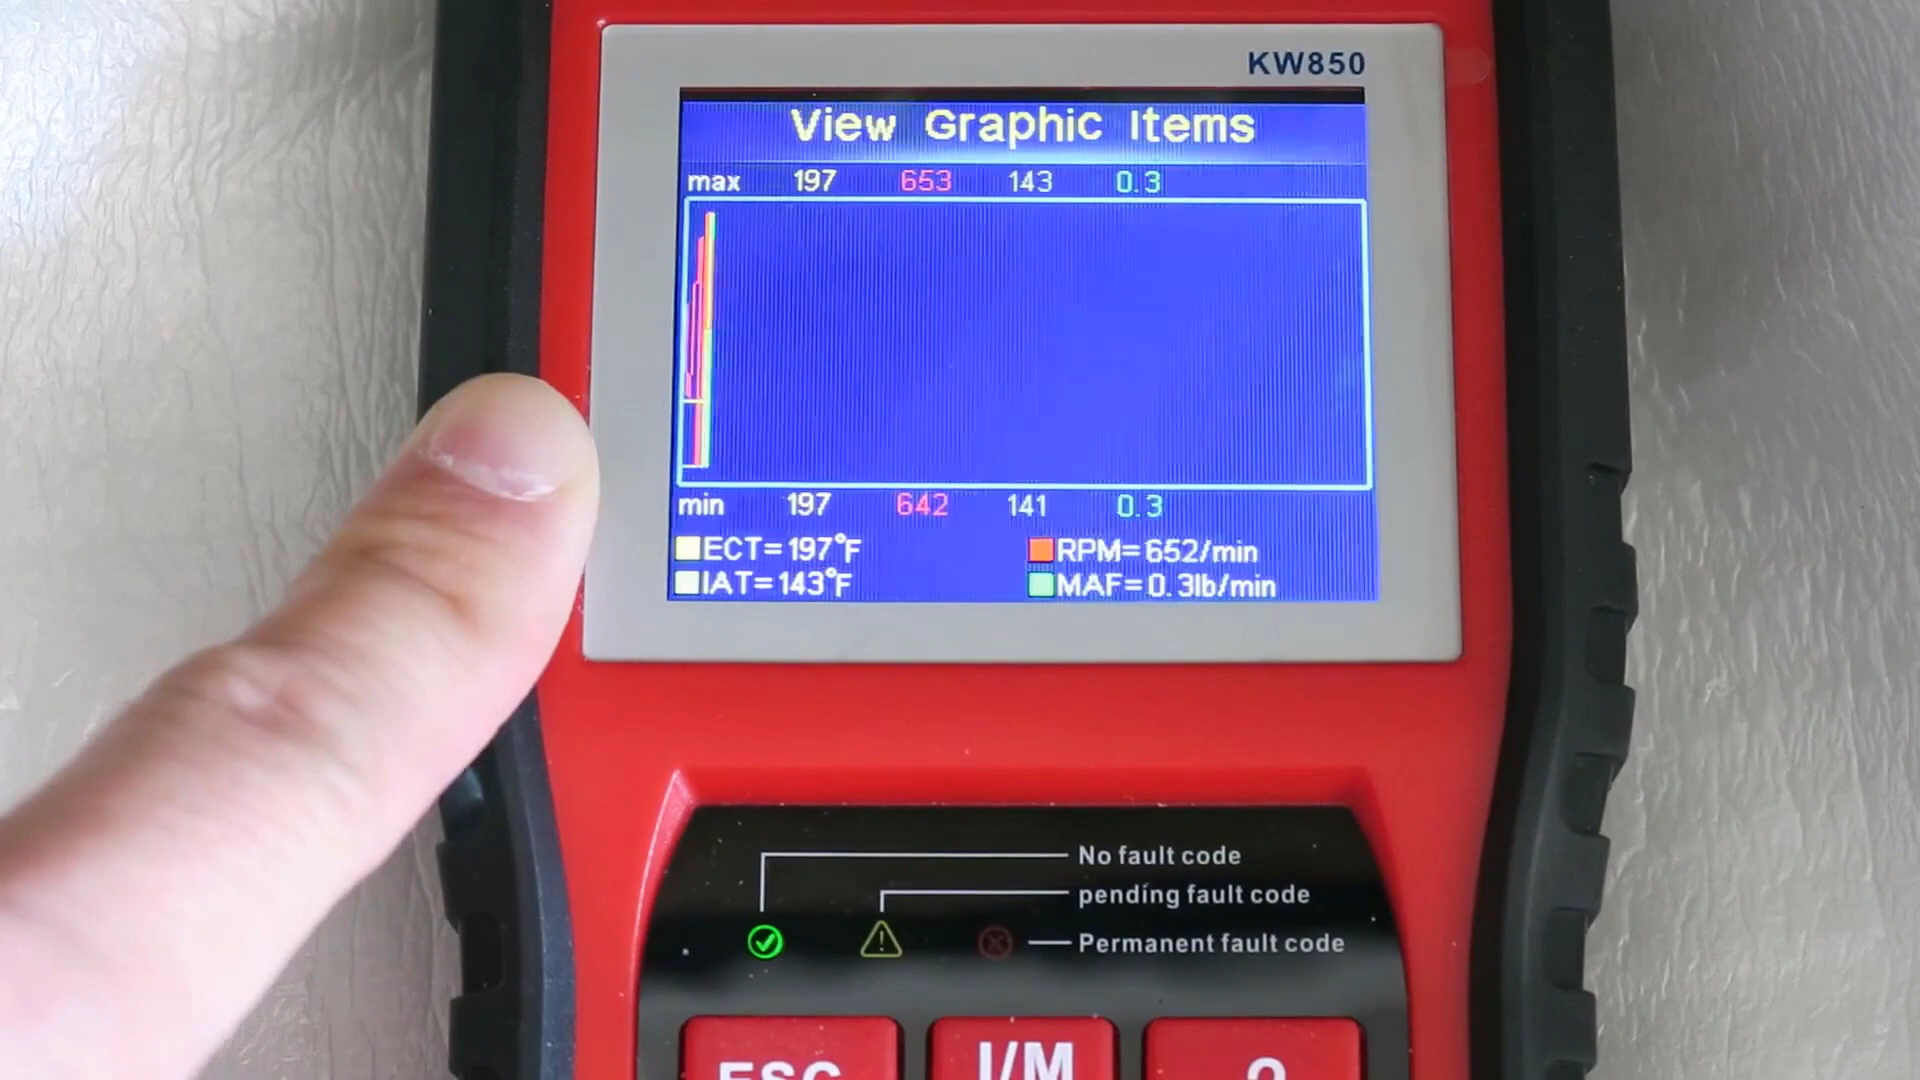 KW850
View Graphic Items
max 197 653 143 0.3
min 197 642 141 0.3
ECT=197°F RPM=652/min
IAT=143°F MAF=0.3lb/min
No fault code
pending fault code
Permanent fault code
ESC I/M ?